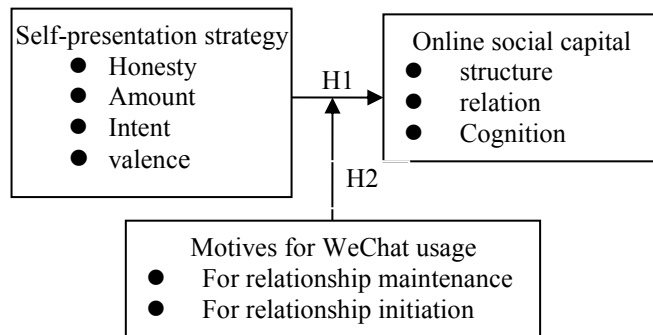 Self-presentation strategy
● Honesty
● Amount
● Intent
● valence
H1
Online social capital
● structure
● relation
● Cognition
H2
Motives for WeChat usage
● For relationship maintenance
● For relationship initiation